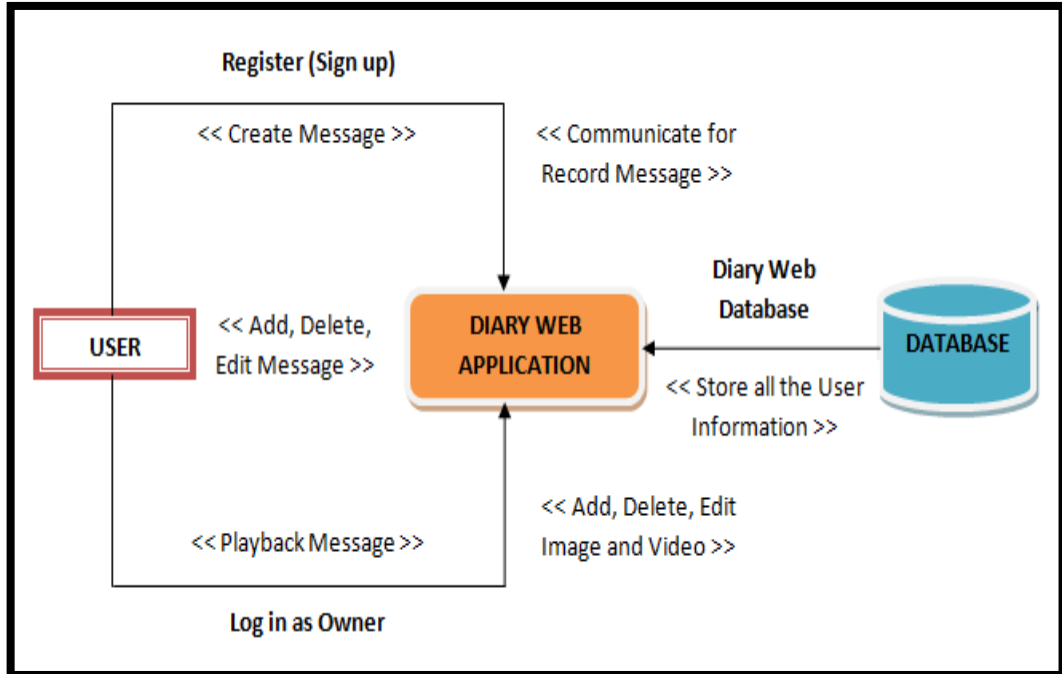 Register (Sign up)
<< Create Message >>
<< Communicate for
Record Message >>
USER
<< Add, Delete,
Edit Message >>
DIARY WEB
APPLICATION
Diary Web
Database
<< Store all the User
Information >>
DATABASE
<< Playback Message >>
<< Add, Delete, Edit
Image and Video >>
Log in as Owner